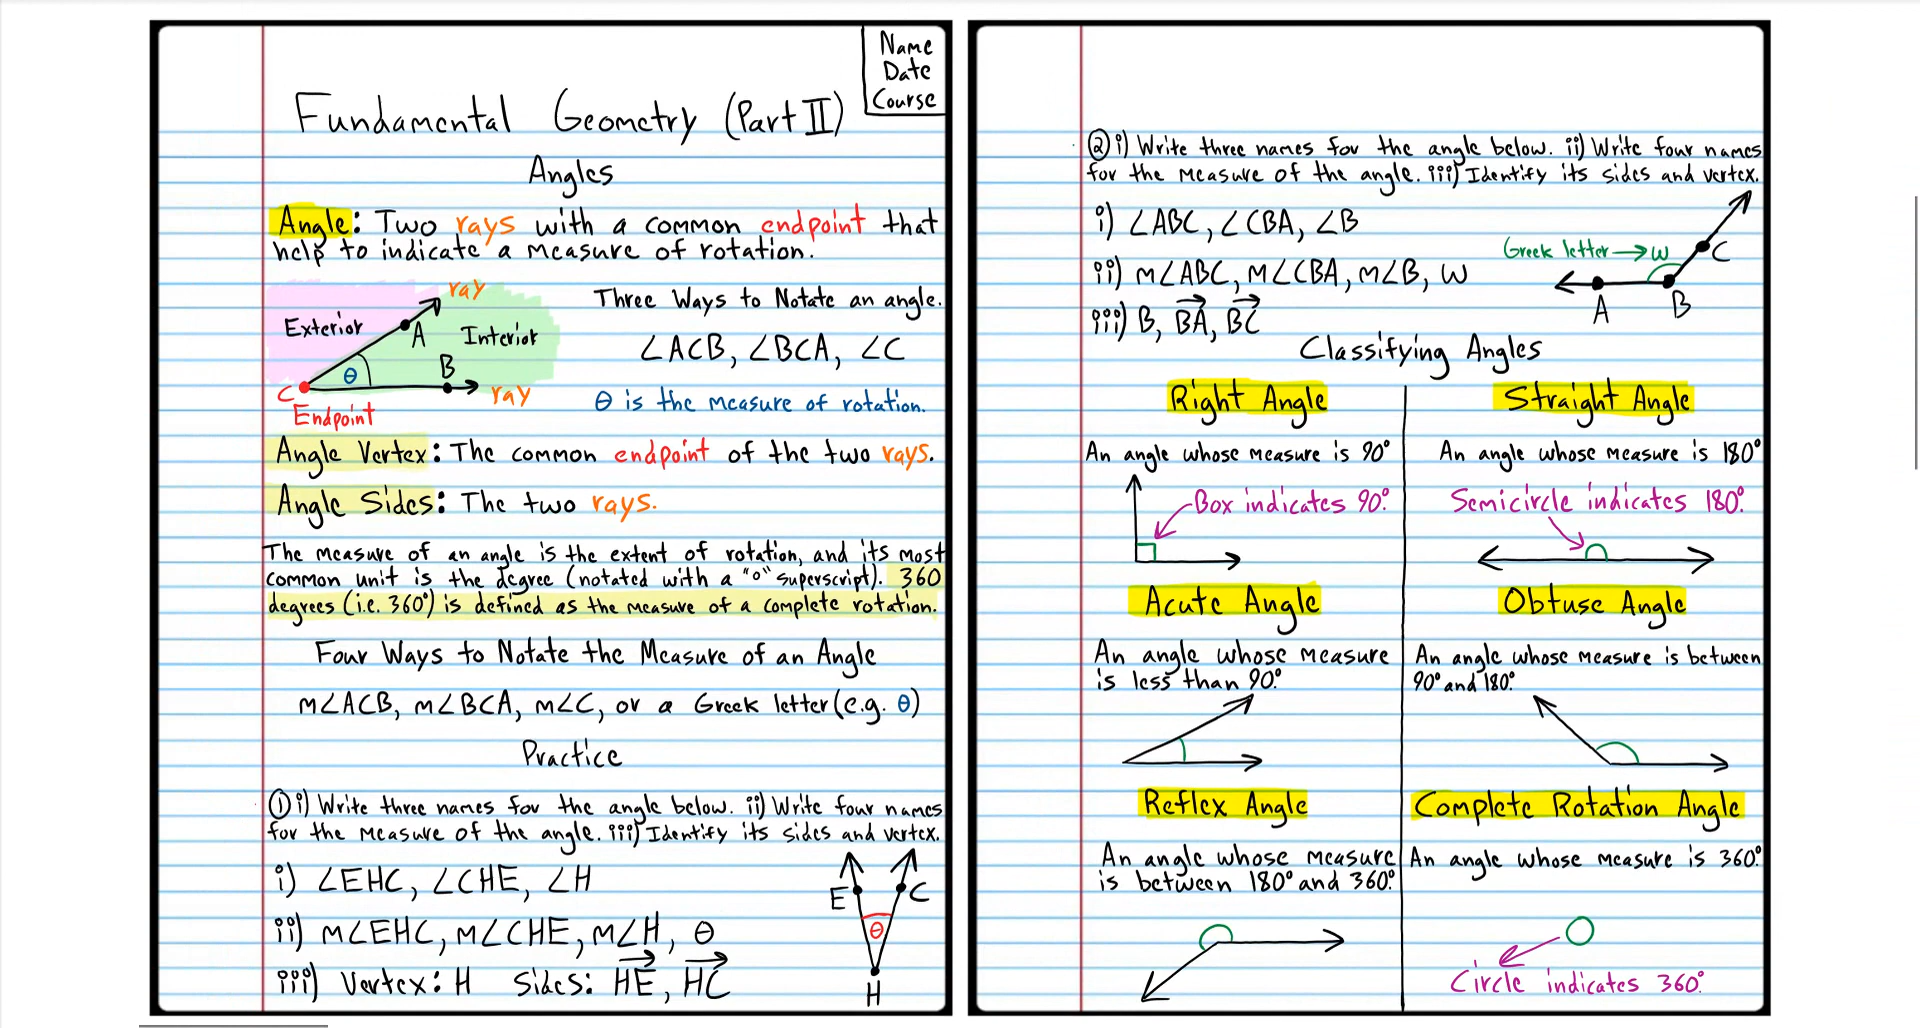 Name
Date
Course
Fundamental Geometry (Part II)
Angles
Angle: Two rays with a common endpoint that
help to indicate a measure of rotation.
ray
Exterior
A
Interior
θ
B
C
ray
Endpoint
Three Ways to Notate an angle.
∠ACB, ∠BCA, ∠C
θ is the measure of rotation.
Angle Vertex: The common endpoint of the two rays.
Angle Sides: The two rays.
The measure of an angle is the extent of rotation, and its most
common unit is the degree (notated with a "o" superscript). 360
degrees (i.e. 360°) is defined as the measure of a complete rotation.
Four Ways to Notate the Measure of an Angle
m∠ACB, m∠BCA, m∠C, or a Greek letter (e.g. θ)
Practice
① i) Write three names for the angle below. ii) Write four names
for the measure of the angle. iii) Identify its sides and vertex.
i) ∠EHC, ∠CHE, ∠H
ii) m∠EHC, m∠CHE, m∠H, θ
iii) Vertex: H Sides: HE, HC
E
C
θ
H
② i) Write three names for the angle below. ii) Write four names
for the measure of the angle. iii) Identify its sides and vertex.
i) ∠ABC, ∠CBA, ∠B
ii) m∠ABC, m∠CBA, m∠B, w
iii) B, BA, BC
Greek letter → w
C
A
B
Classifying Angles
Right Angle
An angle whose measure is 90°
Box indicates 90°.
Straight Angle
An angle whose measure is 180°
Semicircle indicates 180°.
Acute Angle
An angle whose measure
is less than 90°.
Obtuse Angle
An angle whose measure is between
90° and 180°.
Reflex Angle
An angle whose measure
is between 180° and 360°.
Complete Rotation Angle
An angle whose measure is 360°.
Circle indicates 360°.